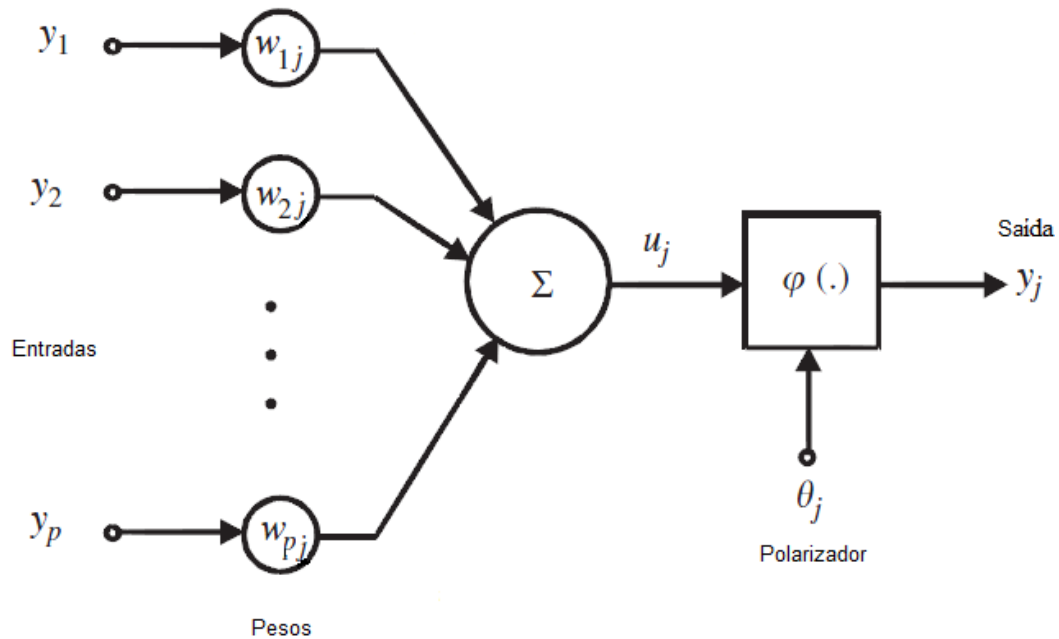 y₁
w₁ⱼ
y₂
w₂ⱼ
Entradas
Σ
uⱼ
φ (.)
Saída
yⱼ
θⱼ
Polarizador
yₚ
wₚⱼ
Pesos